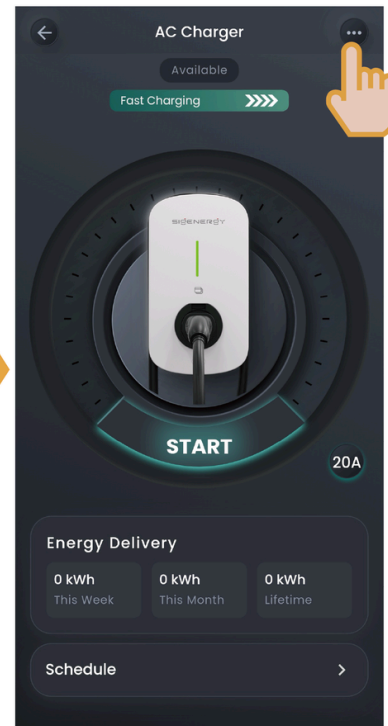 AC Charger
Available
Fast Charging
SIGENERGY
START
20A
Energy Delivery
0 kWh 0 kWh 0 kWh
This Week This Month Lifetime
Schedule